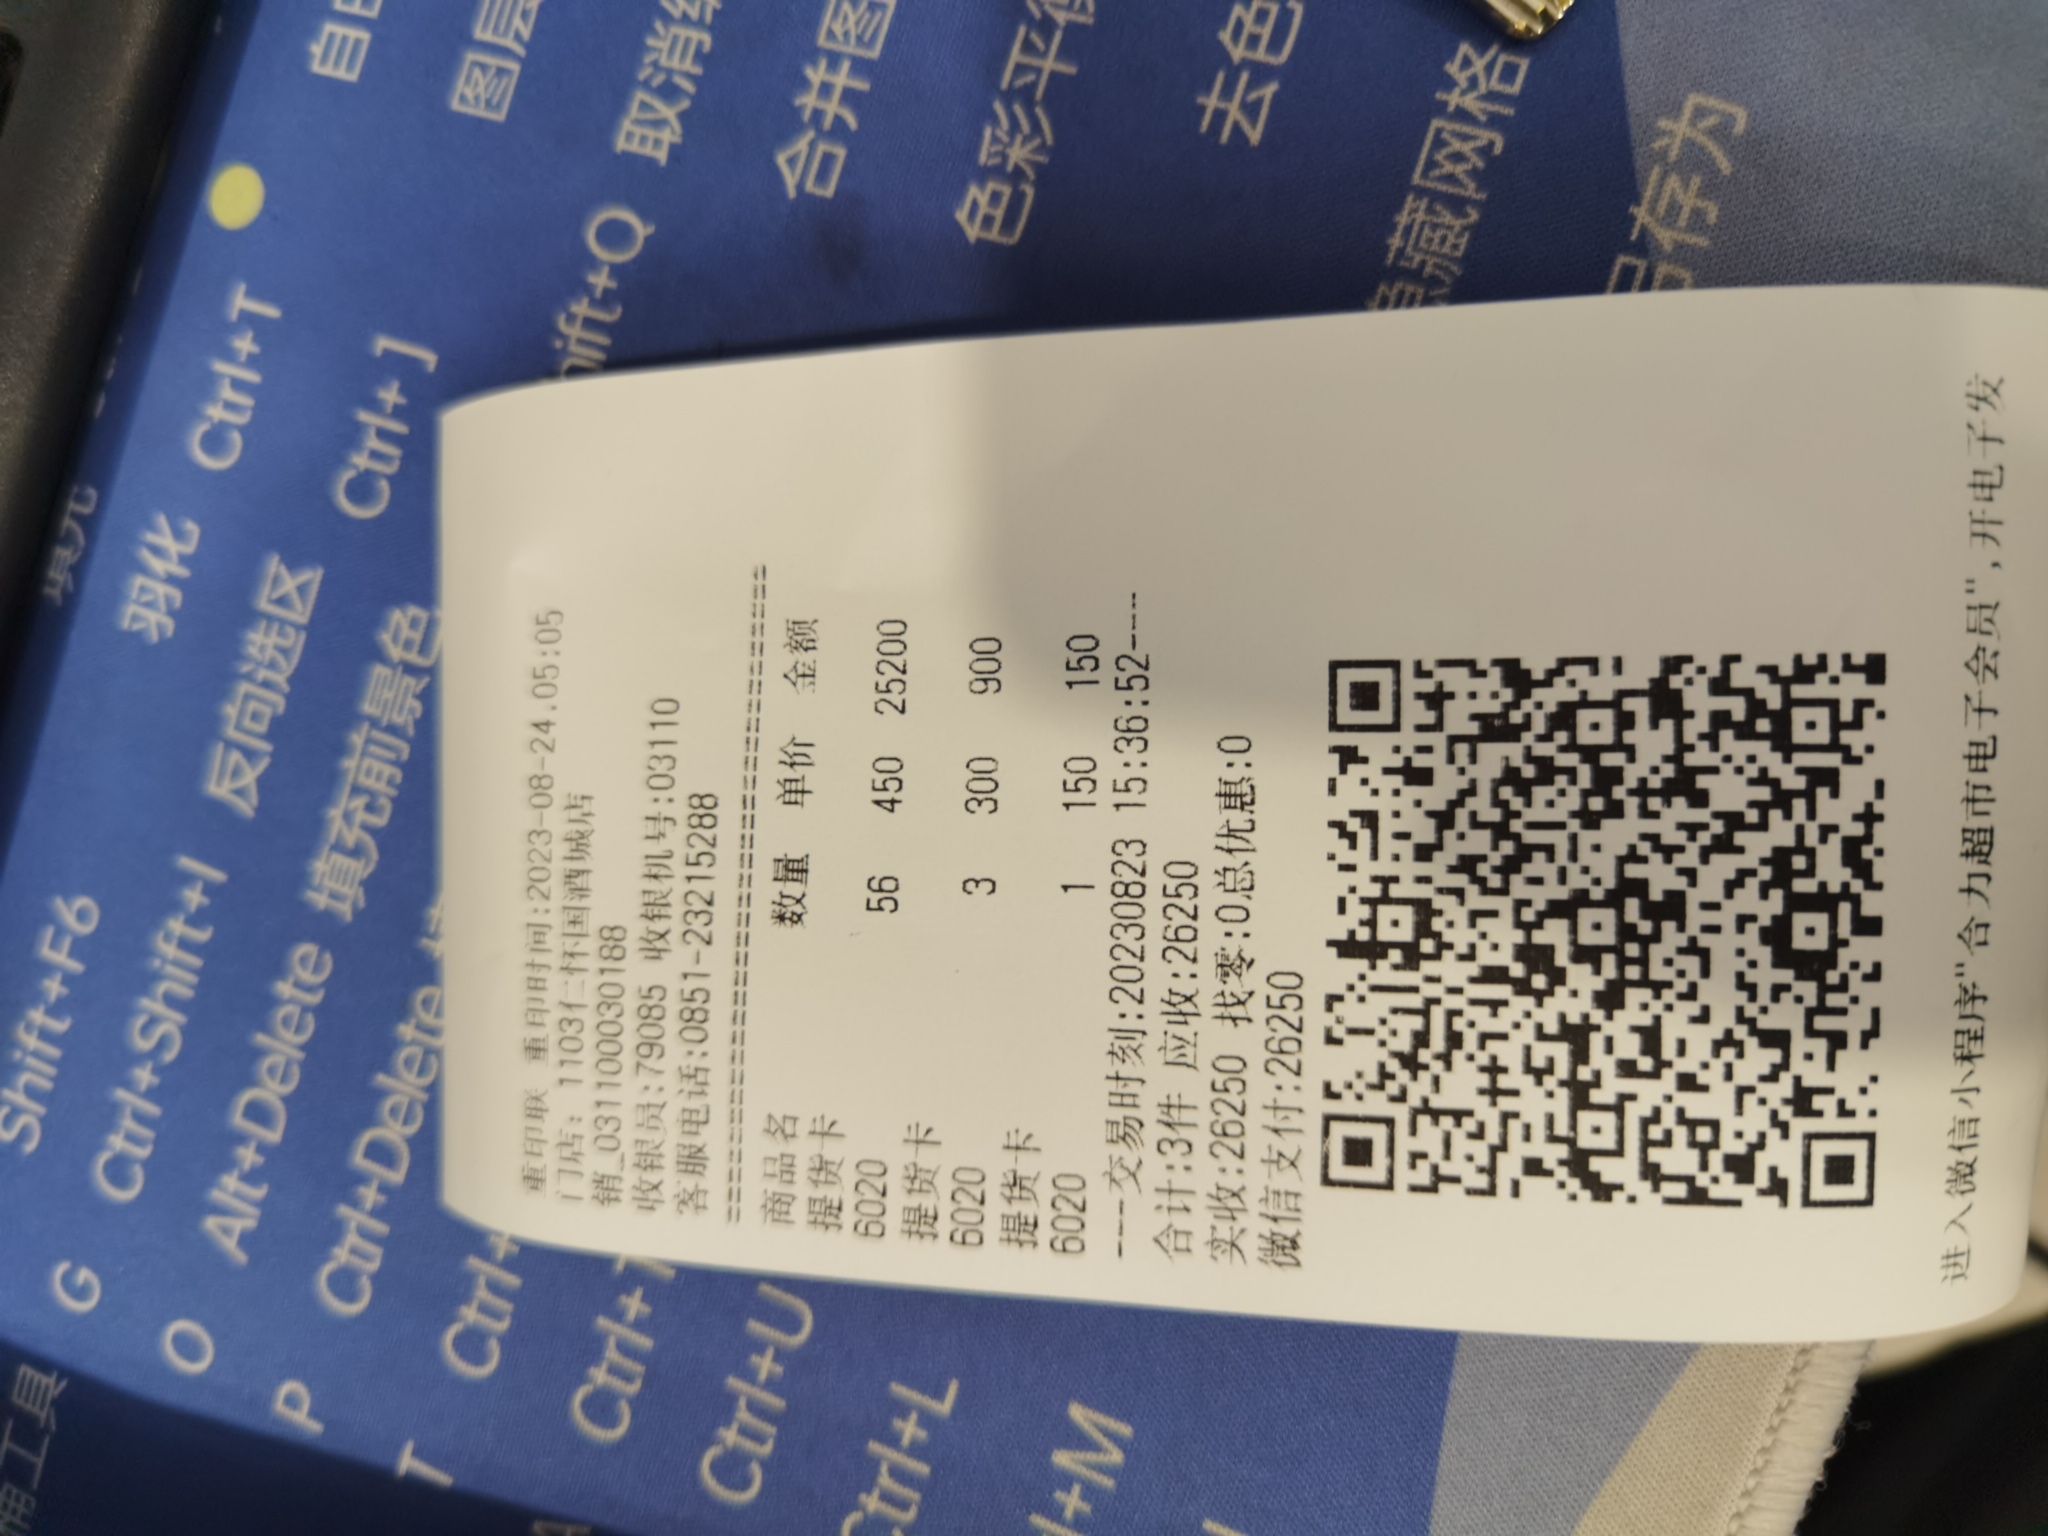 重印联 重印时间:2023-08-24.05:05
门店: 1103仁怀国酒城店
销_031100030188
收银员:79085 收银机号:03110
客服电话:0851-23215288
商品名 数量 单价 金额
提货卡
6020 56 450 25200
提货卡
6020 3 300 900
提货卡
6020 1 150 150
---交易时刻:20230823 15:36:52----
合计:3件 应收:26250
实收:26250 找零:0总优惠:0
微信支付:26250
进入微信小程序"合力超市电子会员",开电子发
Shift+F6
G Ctrl+Shift+I 羽化 Ctrl+T
O Alt+Delete 反向选区 Ctrl+ ]
P Ctrl+Delete 填充前景色
T
Ctrl+U
Ctrl+L
取消
合并图
色彩平
去色
藏网格
存为
图层
工具